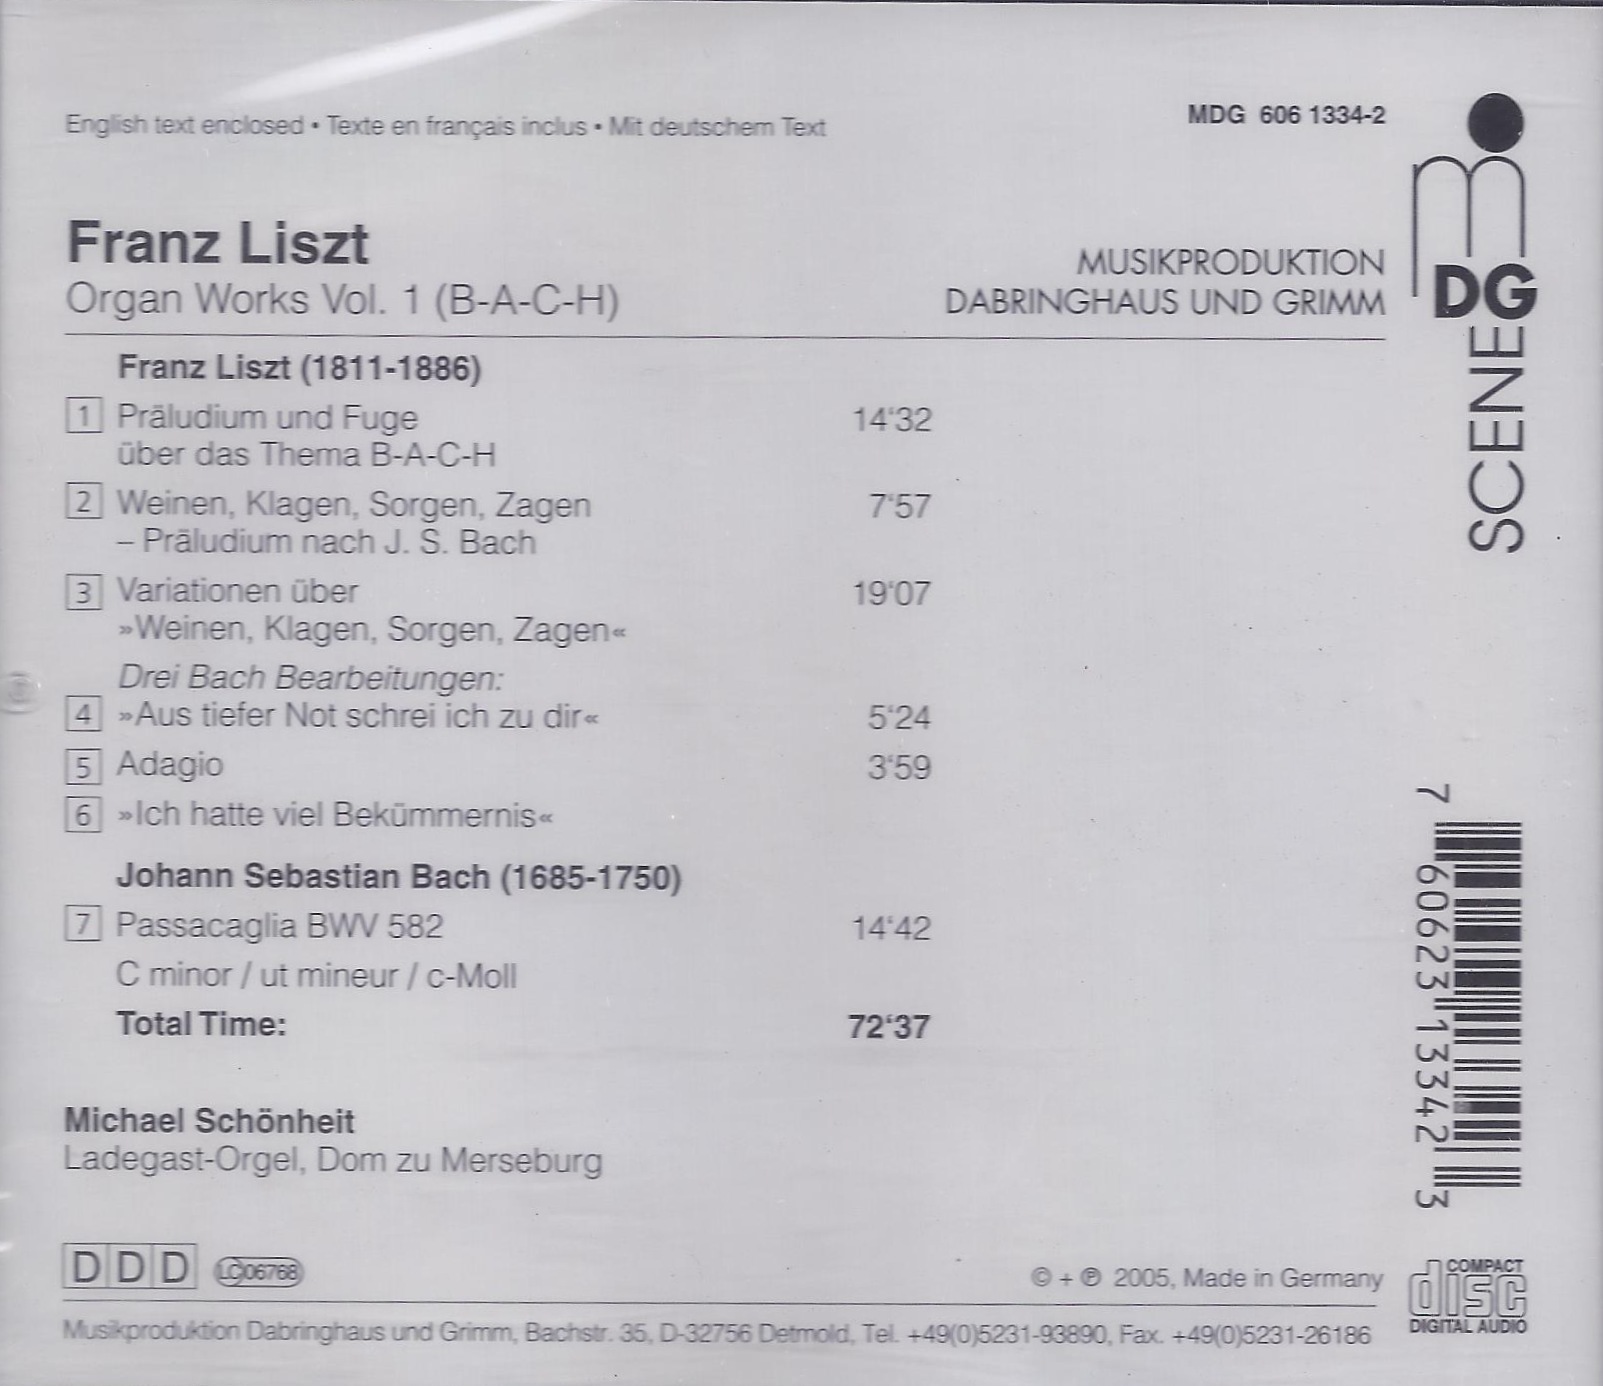 English text enclosed • Texte en français inclus • Mit deutschem Text
MDG 606 1334-2
Franz Liszt
Organ Works Vol. 1 (B-A-C-H)
MUSIKPRODUKTION
DABRINGHAUS UND GRIMM
DG
SCENE
Franz Liszt (1811-1886)
1 Präludium und Fuge 14‘32
über das Thema B-A-C-H
2 Weinen, Klagen, Sorgen, Zagen 7‘57
– Präludium nach J. S. Bach
3 Variationen über 19‘07
»Weinen, Klagen, Sorgen, Zagen«
Drei Bach Bearbeitungen:
4 »Aus tiefer Not schrei ich zu dir« 5‘24
5 Adagio 3‘59
6 »Ich hatte viel Bekümmernis«
Johann Sebastian Bach (1685-1750)
7 Passacaglia BWV 582 14‘42
C minor / ut mineur / c-Moll
Total Time: 72‘37
7 60623 13342 3
Michael Schönheit
Ladegast-Orgel, Dom zu Merseburg
DDD LC06768
© + ℗ 2005, Made in Germany
COMPACT
disc
DIGITAL AUDIO
Musikproduktion Dabringhaus und Grimm, Bachstr. 35, D-32756 Detmold, Tel. +49(0)5231-93890, Fax. +49(0)5231-26186